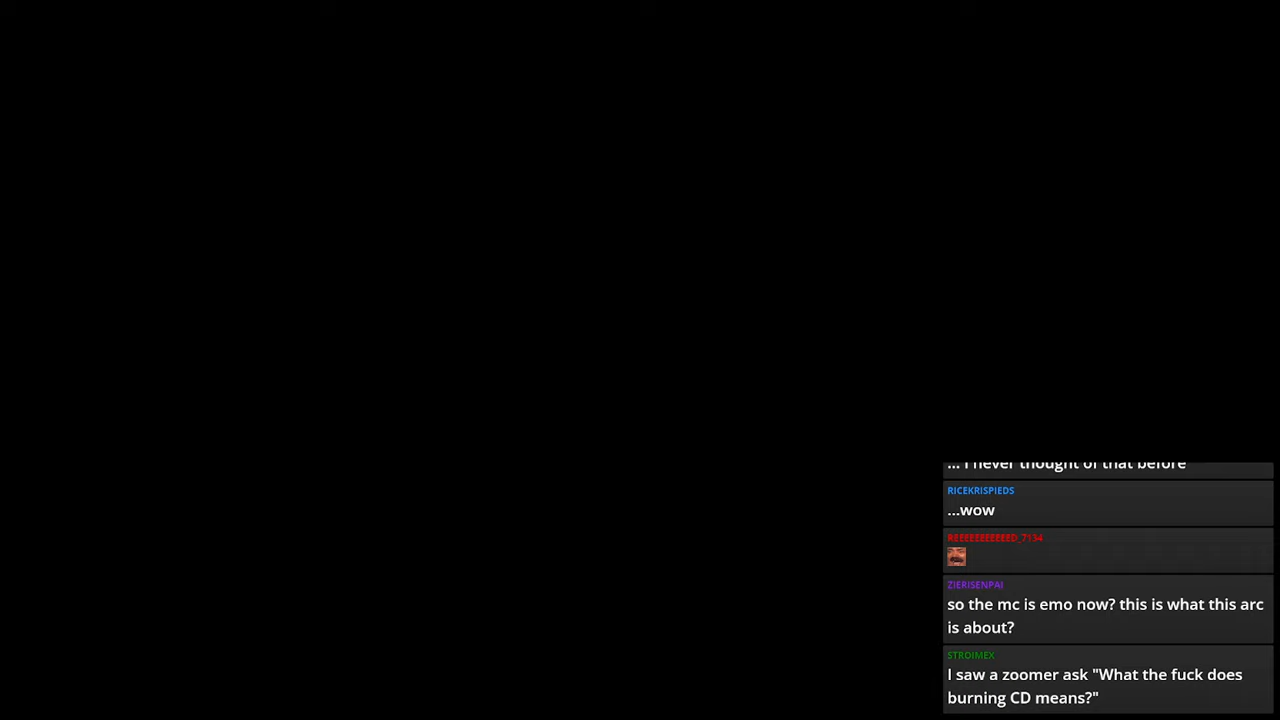 ... I never thought of that before
RICEKRISPIEDS
...wow
REEEEEEEEEED_7134
ZIERISENPAI
so the mc is emo now? this is what this arc
is about?
STROIMEX
I saw a zoomer ask "What the fuck does
burning CD means?"